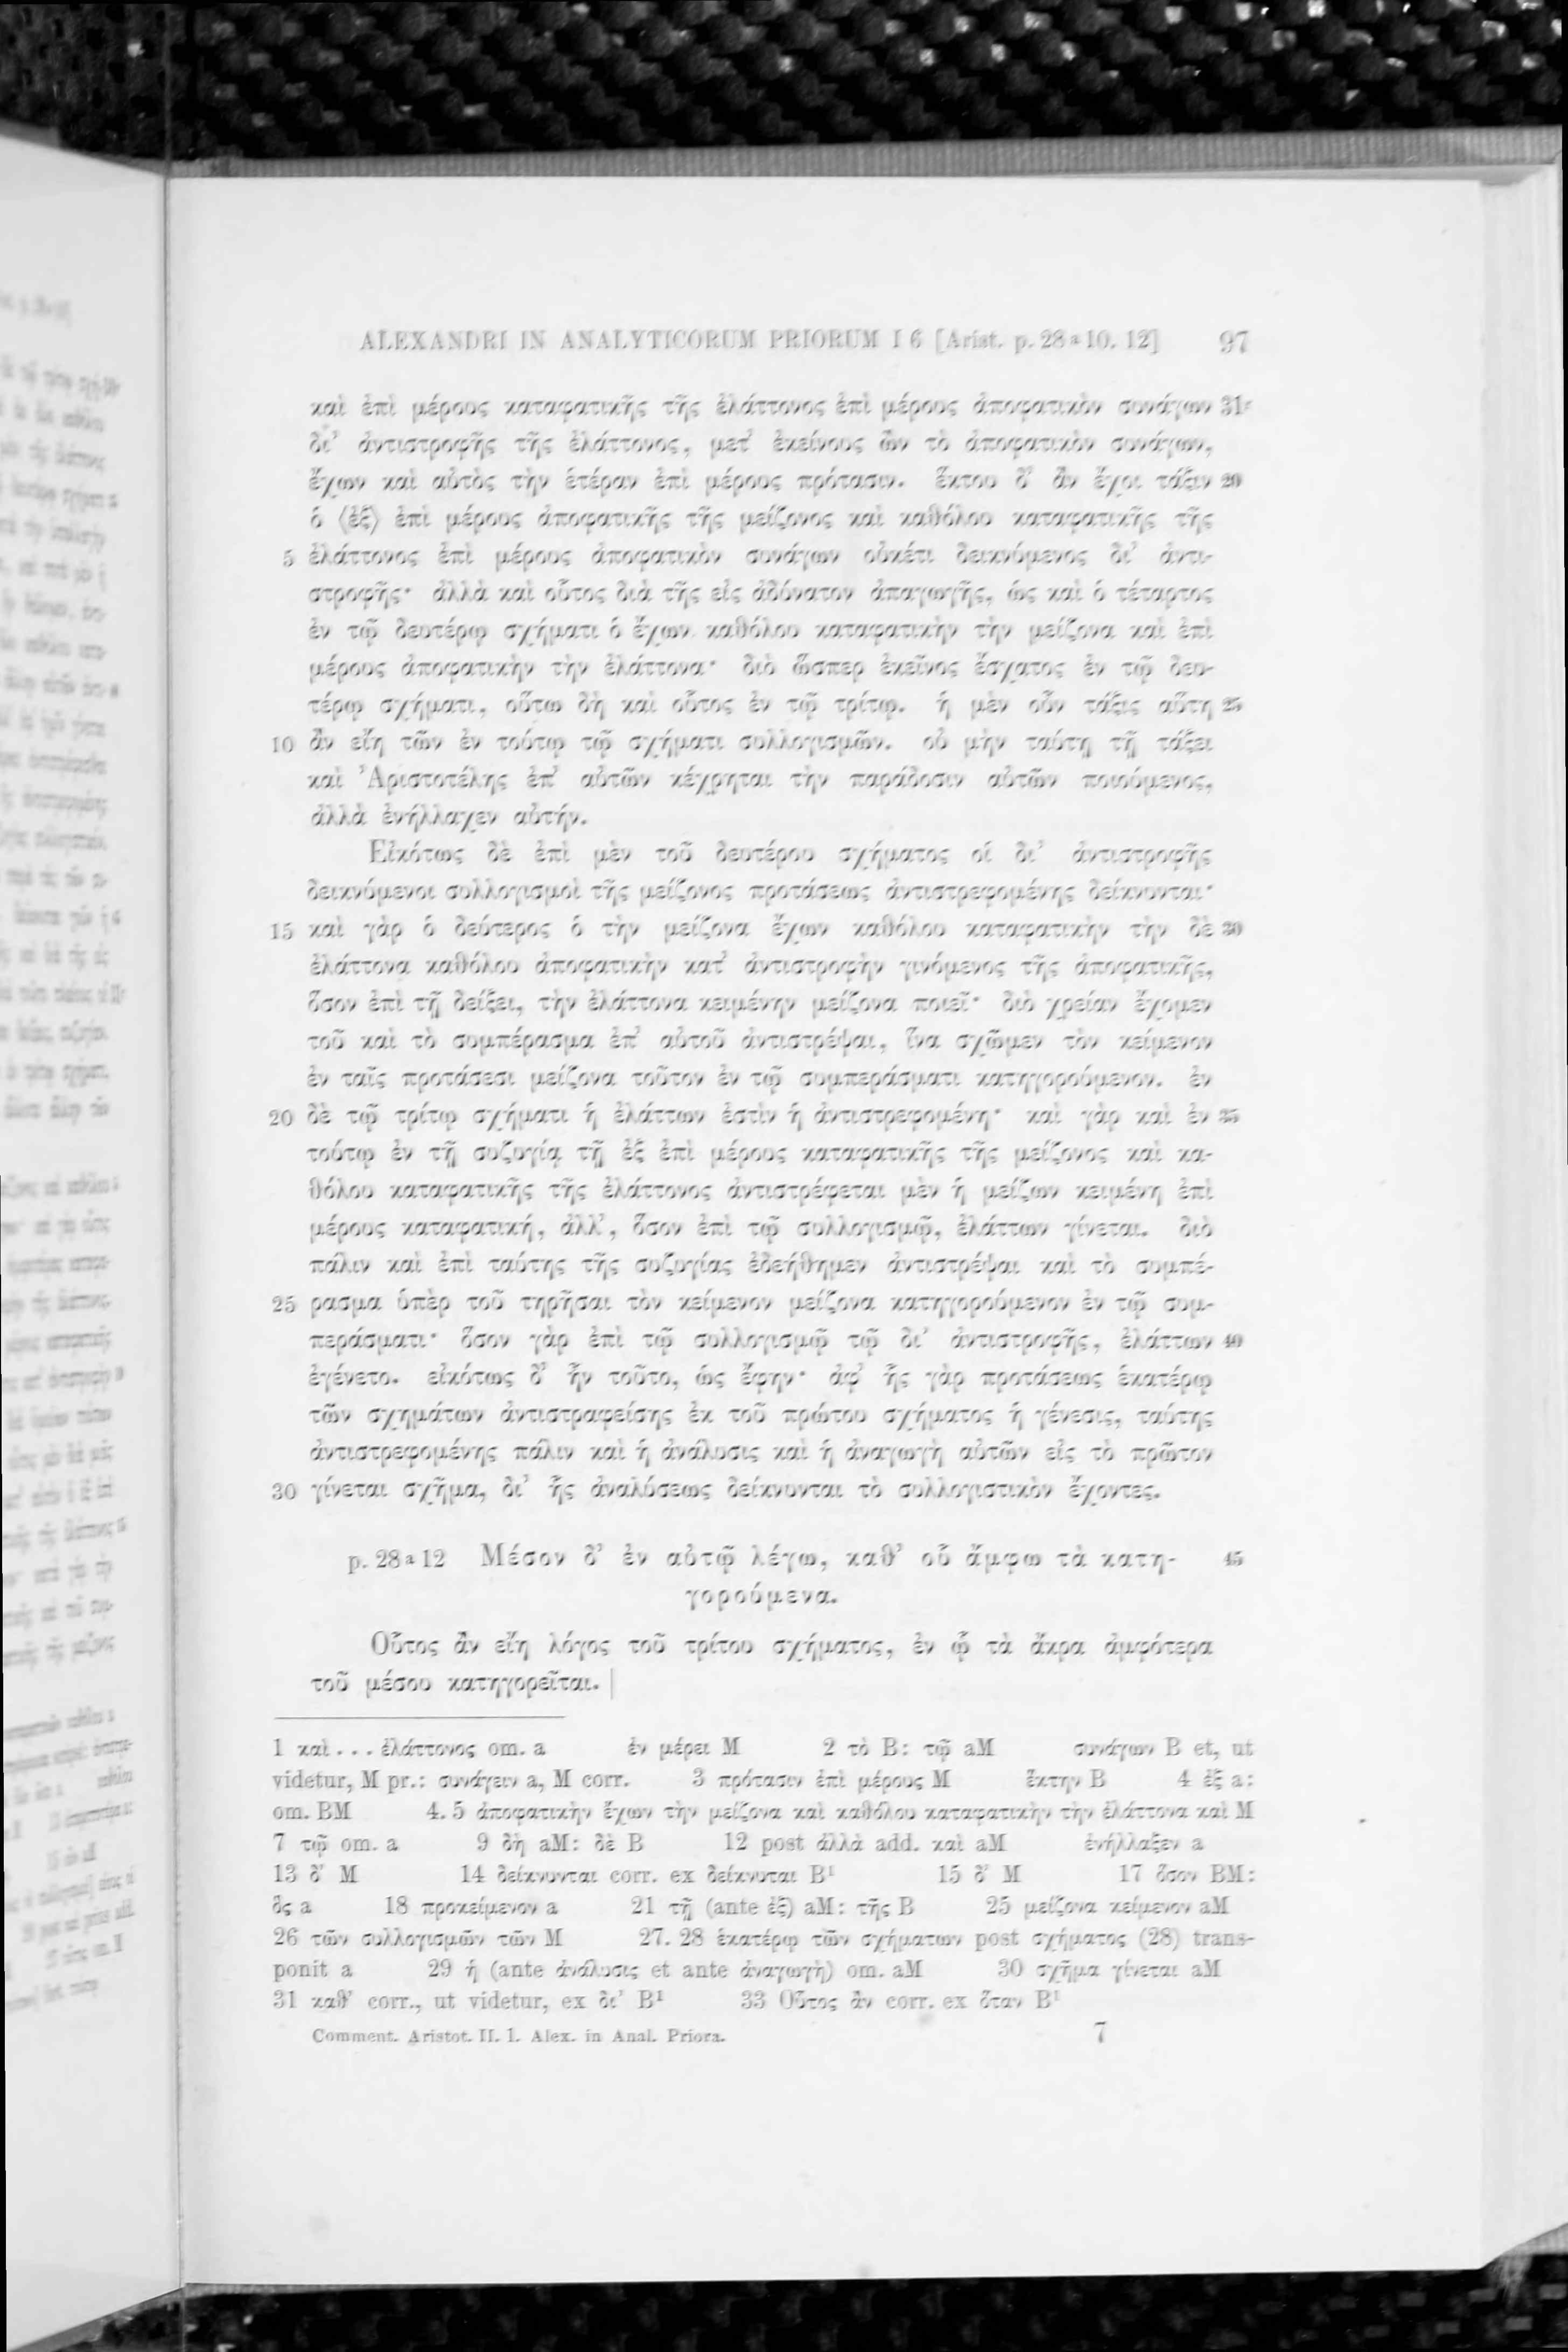 ALEXANDRI IN ANALYTICORUM PRIORUM I 6 [Arist. p. 28ᵃ10. 12] 97
καὶ ἐπὶ μέρους καταφατικῆς τῆς ἐλάττονος ἐπὶ μέρους ἀποφατικὸν συνάγων 31ʳ
δι’ ἀντιστροφῆς τῆς ἐλάττονος, μετ’ ἐκείνους ὢν τὸ ἀποφατικὸν συνάγων,
ἔχων καὶ αὐτὸς τὴν ἑτέραν ἐπὶ μέρους πρότασιν. ἕκτου δ’ ἂν ἔχοι τάξιν 20
ὁ ⟨ἐξ⟩ ἐπὶ μέρους ἀποφατικῆς τῆς μείζονος καὶ καθόλου καταφατικῆς τῆς
5 ἐλάττονος ἐπὶ μέρους ἀποφατικὸν συνάγων οὐκέτι δεικνύμενος δι’ ἀντι-
στροφῆς· ἀλλὰ καὶ οὗτος διὰ τῆς εἰς ἀδύνατον ἀπαγωγῆς, ὡς καὶ ὁ τέταρτος
ἐν τῷ δευτέρῳ σχήματι ὁ ἔχων καθόλου καταφατικὴν τὴν μείζονα καὶ ἐπὶ
μέρους ἀποφατικὴν τὴν ἐλάττονα· διὸ ὥσπερ ἐκεῖνος ἔσχατος ἐν τῷ δευ-
τέρῳ σχήματι, οὕτω δὴ καὶ οὗτος ἐν τῷ τρίτῳ. ἡ μὲν οὖν τάξις αὕτη 25
10 ἂν εἴη τῶν ἐν τούτῳ τῷ σχήματι συλλογισμῶν. οὐ μὴν ταύτῃ τῇ τάξει
καὶ Ἀριστοτέλης ἐπ’ αὐτῶν κέχρηται τὴν παράδοσιν αὐτῶν ποιούμενος,
ἀλλὰ ἐνήλλαχεν αὐτήν.
Εἰκότως δὲ ἐπὶ μὲν τοῦ δευτέρου σχήματος οἱ δι’ ἀντιστροφῆς
δεικνύμενοι συλλογισμοὶ τῆς μείζονος προτάσεως ἀντιστρεφομένης δείκνυνται·
15 καὶ γὰρ ὁ δεύτερος ὁ τὴν μείζονα ἔχων καθόλου καταφατικὴν τὴν δὲ 30
ἐλάττονα καθόλου ἀποφατικὴν κατ’ ἀντιστροφὴν γινόμενος τῆς ἀποφατικῆς,
ὅσον ἐπὶ τῇ δείξει, τὴν ἐλάττονα κειμένην μείζονα ποιεῖ· διὸ χρείαν ἔχομεν
τοῦ καὶ τὸ συμπέρασμα ἐπ’ αὐτοῦ ἀντιστρέψαι, ἵνα σχῶμεν τὸν κείμενον
ἐν ταῖς προτάσεσι μείζονα τοῦτον ἐν τῷ συμπεράσματι κατηγορούμενον. ἐν
20 δὲ τῷ τρίτῳ σχήματι ἡ ἐλάττων ἐστὶν ἡ ἀντιστρεφομένη· καὶ γὰρ καὶ ἐν 35
τούτῳ ἐν τῇ συζυγίᾳ τῇ ἐξ ἐπὶ μέρους καταφατικῆς τῆς μείζονος καὶ κα-
θόλου καταφατικῆς τῆς ἐλάττονος ἀντιστρέφεται μὲν ἡ μείζων κειμένη ἐπὶ
μέρους καταφατική, ἀλλ’, ὅσον ἐπὶ τῷ συλλογισμῷ, ἐλάττων γίνεται. διὸ
πάλιν καὶ ἐπὶ ταύτης τῆς συζυγίας ἐδεήθημεν ἀντιστρέψαι καὶ τὸ συμπέ-
25 ρασμα ὑπὲρ τοῦ τηρῆσαι τὸν κείμενον μείζονα κατηγορούμενον ἐν τῷ συμ-
περάσματι· ὅσον γὰρ ἐπὶ τῷ συλλογισμῷ τῷ δι’ ἀντιστροφῆς, ἐλάττων 40
ἐγένετο. εἰκότως δ’ ἦν τοῦτο, ὡς ἔφην· ἀφ’ ἧς γὰρ προτάσεως ἑκατέρῳ
τῶν σχημάτων ἀντιστραφείσης ἐκ τοῦ πρώτου σχήματος ἡ γένεσις, ταύτης
ἀντιστρεφομένης πάλιν καὶ ἡ ἀνάλυσις καὶ ἡ ἀναγωγὴ αὐτῶν εἰς τὸ πρῶτον
30 γίνεται σχῆμα, δι’ ἧς ἀναλύσεως δείκνυνται τὸ συλλογιστικὸν ἔχοντες.
p. 28ᵃ12 Μέσον δ’ ἐν αὐτῷ λέγω, καθ’ οὗ ἄμφω τὰ κατη- 45
γορούμενα.
Οὗτος ἂν εἴη λόγος τοῦ τρίτου σχήματος, ἐν ᾧ τὰ ἄκρα ἀμφότερα
τοῦ μέσου κατηγορεῖται. |
1 καὶ . . . ἐλάττονος om. a ἐν μέρει M 2 τὸ B: τῷ aM συνάγων B et, ut
videtur, M pr.: συνάγειν a, M corr. 3 πρότασιν ἐπὶ μέρους M ἕκτην B 4 ἐξ a:
om. BM 4. 5 ἀποφατικὴν ἔχων τὴν μείζονα καὶ καθόλου καταφατικὴν τὴν ἐλάττονα καὶ M
7 τῷ om. a 9 δὴ aM: δὲ B 12 post ἀλλὰ add. καὶ aM ἐνήλλαξεν a
13 δ’ M 14 δείκνυνται corr. ex δείκνυται B¹ 15 δ’ M 17 ὅσον BM:
ὃς a 18 προκείμενον a 21 τῇ (ante ἐξ) aM: τῆς B 25 μείζονα κείμενον aM
26 τῶν συλλογισμῶν τῶν M 27. 28 ἑκατέρῳ τῶν σχήματων post σχήματος (28) trans-
ponit a 29 ἡ (ante ἀνάλυσις et ante ἀναγωγὴ) om. aM 30 σχῆμα γίνεται aM
31 καθ’ corr., ut videtur, ex δι’ B¹ 33 Οὗτος ἂν corr. ex ὅταν B¹
Comment. Aristot. II. 1. Alex. in Anal. Priora. 7